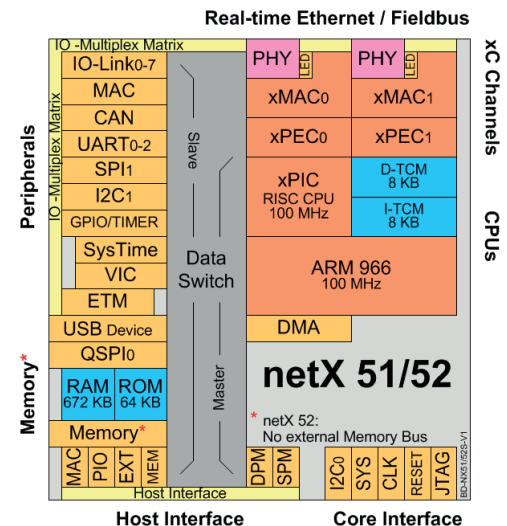 Real-time Ethernet / Fieldbus
IO -Multiplex Matrix
IO -Multiplex Matrix
Peripherals
Memory*
IO-Link0-7
MAC
CAN
UART0-2
SPI1
I2C1
GPIO/TIMER
SysTime
VIC
ETM
USB Device
QSPI0
RAM
672 KB
ROM
64 KB
Memory*
MAC
PIO
EXT
MEM
Slave
Data
Switch
Master
Host Interface
PHY
LED
PHY
LED
xMAC0
xMAC1
xPEC0
xPEC1
xPIC
RISC CPU
100 MHz
D-TCM
8 KB
I-TCM
8 KB
ARM 966
100 MHz
DMA
netX 51/52
* netX 52:
No external Memory Bus
DPM
SPM
I2C0
SYS
CLK
RESET
JTAG
BD-NX51/52S-V1
xC Channels
CPUs
Host Interface
Core Interface